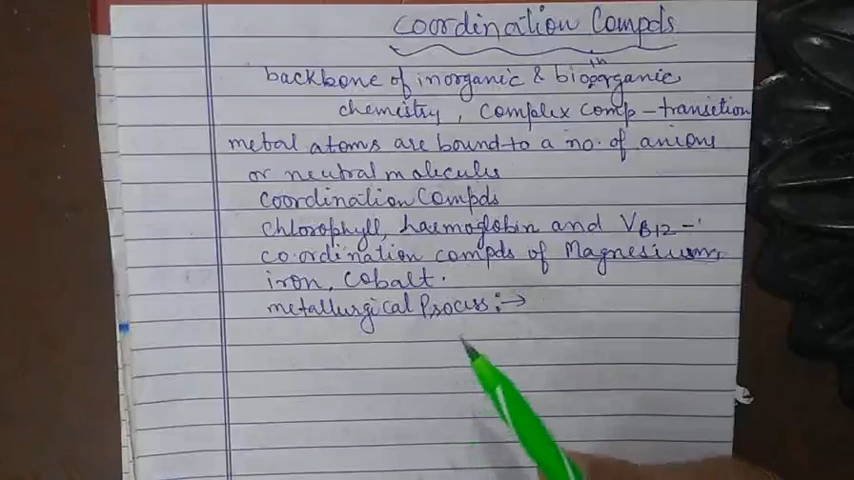 Coordination Compds
backbone of inorganic & bioinorganic
chemistry, complex comp - transition
metal atoms are bound to a no. of anions
or neutral molecules
Coordination Compds
chlorophyll, haemoglobin and VB12 -
co-ordination compds of Magnesium,
iron, Cobalt.
metallurgical Process :→